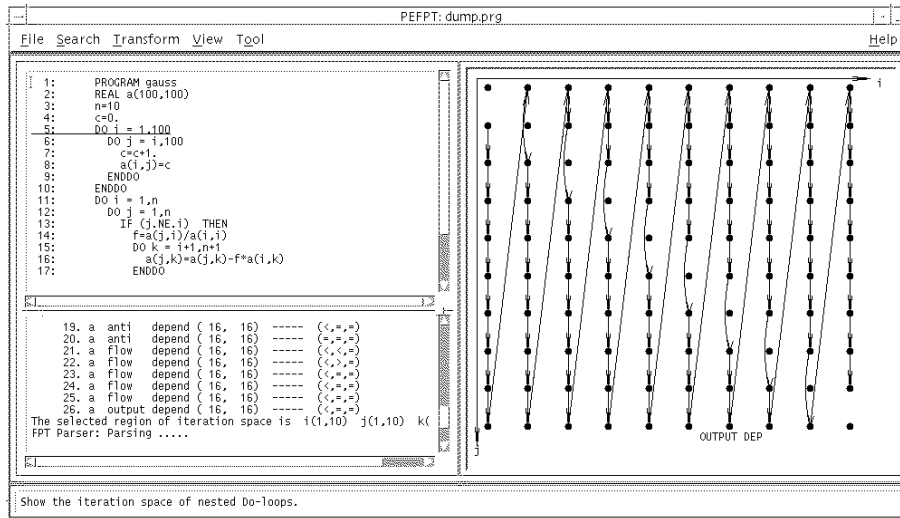 PEFPT: dump.prg
File Search Transform View Tool Help
1: PROGRAM gauss
2: REAL a(100,100)
3: n=10
4: c=0.
5: DO i = 1,100
6: DO j = i,100
7: c=c+1.
8: a(i,j)=c
9: ENDDO
10: ENDDO
11: DO i = 1,n
12: DO j = 1,n
13: IF (j.NE.i) THEN
14: f=a(j,i)/a(i,i)
15: DO k = i+1,n+1
16: a(j,k)=a(j,k)-f*a(i,k)
17: ENDDO
19. a anti depend ( 16, 16) ----- (<,=,=)
20. a anti depend ( 16, 16) ----- (=,=,=)
21. a flow depend ( 16, 16) ----- (<,<,=)
22. a flow depend ( 16, 16) ----- (<,>,=)
23. a flow depend ( 16, 16) ----- (<,=,=)
24. a flow depend ( 16, 16) ----- (<,=,=)
25. a flow depend ( 16, 16) ----- (<,=,=)
26. a output depend ( 16, 16) ----- (<,=,=)
The selected region of iteration space is i(1,10) j(1,10) k(
FPT Parser: Parsing .....
i
j
OUTPUT DEP
Show the iteration space of nested Do-loops.